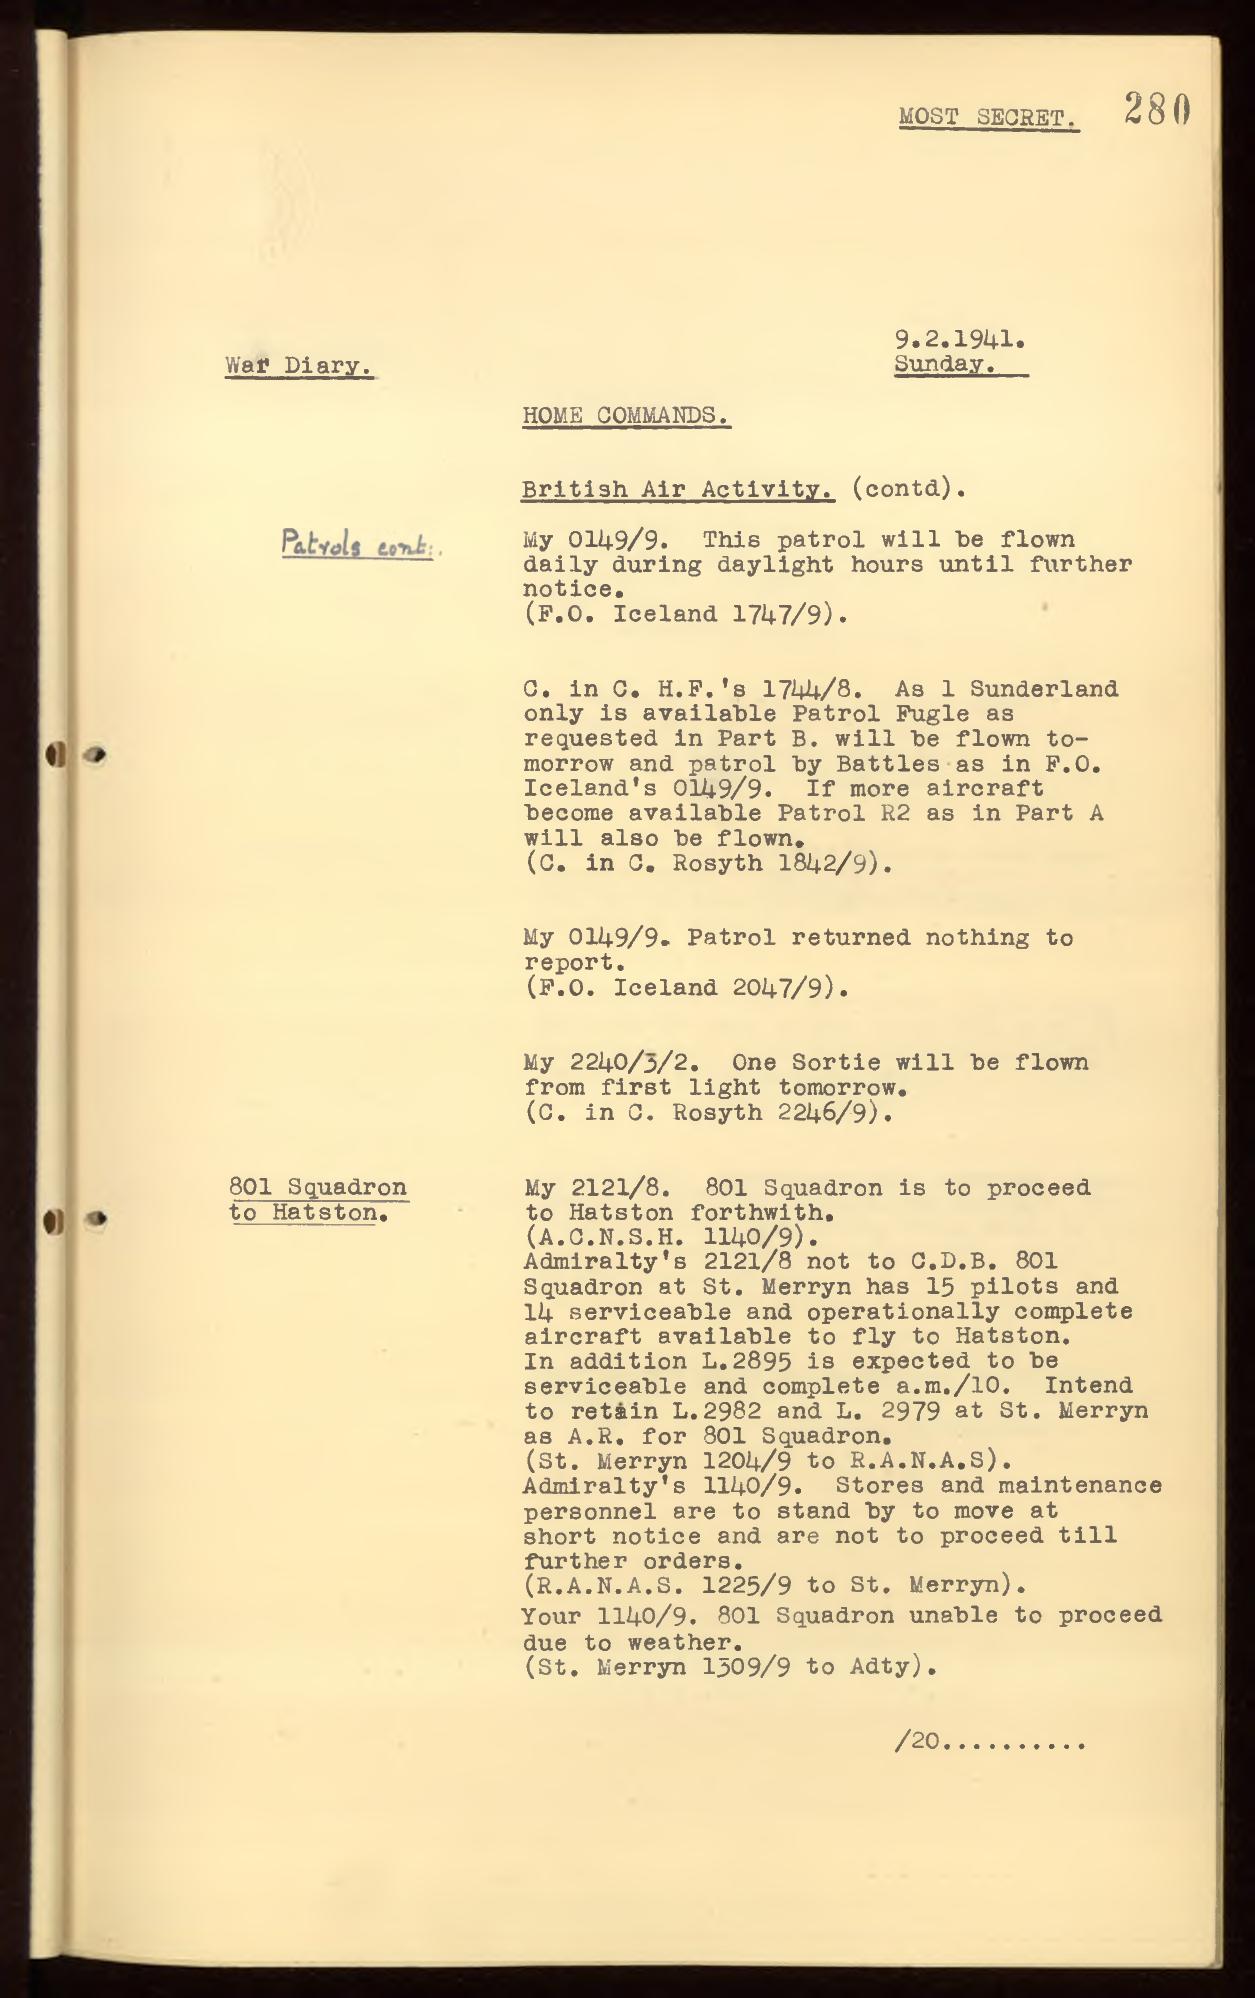 MOST SECRET. 280
9.2.1941.
War Diary.
Sunday.
HOME COMMANDS.
British Air Activity. (contd).
Patrols cont:.
My 0149/9. This patrol will be flown
daily during daylight hours until further
notice.
(F.O. Iceland 1747/9).
C. in C. H.F.'s 1744/8. As 1 Sunderland
only is available Patrol Fugle as
requested in Part B. will be flown to-
morrow and patrol by Battles as in F.O.
Iceland's 0149/9. If more aircraft
become available Patrol R2 as in Part A
will also be flown.
(C. in C. Rosyth 1842/9).
My 0149/9. Patrol returned nothing to
report.
(F.O. Iceland 2047/9).
My 2240/3/2. One Sortie will be flown
from first light tomorrow.
(C. in C. Rosyth 2246/9).
801 Squadron
to Hatston.
My 2121/8. 801 Squadron is to proceed
to Hatston forthwith.
(A.C.N.S.H. 1140/9).
Admiralty's 2121/8 not to C.D.B. 801
Squadron at St. Merryn has 15 pilots and
14 serviceable and operationally complete
aircraft available to fly to Hatston.
In addition L.2895 is expected to be
serviceable and complete a.m./10. Intend
to retain L.2982 and L. 2979 at St. Merryn
as A.R. for 801 Squadron.
(St. Merryn 1204/9 to R.A.N.A.S).
Admiralty's 1140/9. Stores and maintenance
personnel are to stand by to move at
short notice and are not to proceed till
further orders.
(R.A.N.A.S. 1225/9 to St. Merryn).
Your 1140/9. 801 Squadron unable to proceed
due to weather.
(St. Merryn 1309/9 to Adty).
/20..........